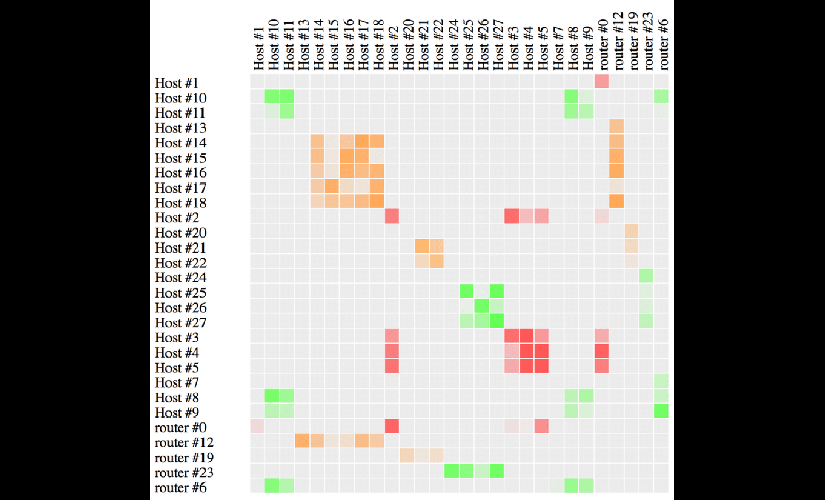 Host #1
Host #10
Host #11
Host #13
Host #14
Host #15
Host #16
Host #17
Host #18
Host #2
Host #20
Host #21
Host #22
Host #24
Host #25
Host #26
Host #27
Host #3
Host #4
Host #5
Host #7
Host #8
Host #9
router #0
router #12
router #19
router #23
router #6
Host #1
Host #10
Host #11
Host #13
Host #14
Host #15
Host #16
Host #17
Host #18
Host #2
Host #20
Host #21
Host #22
Host #24
Host #25
Host #26
Host #27
Host #3
Host #4
Host #5
Host #7
Host #8
Host #9
router #0
router #12
router #19
router #23
router #6